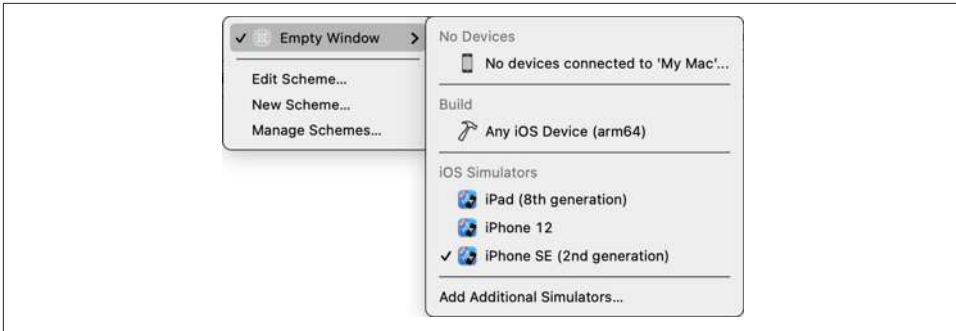 Empty Window
Edit Scheme...
New Scheme...
Manage Schemes...
No Devices
No devices connected to 'My Mac'...
Build
Any iOS Device (arm64)
iOS Simulators
iPad (8th generation)
iPhone 12
iPhone SE (2nd generation)
Add Additional Simulators...